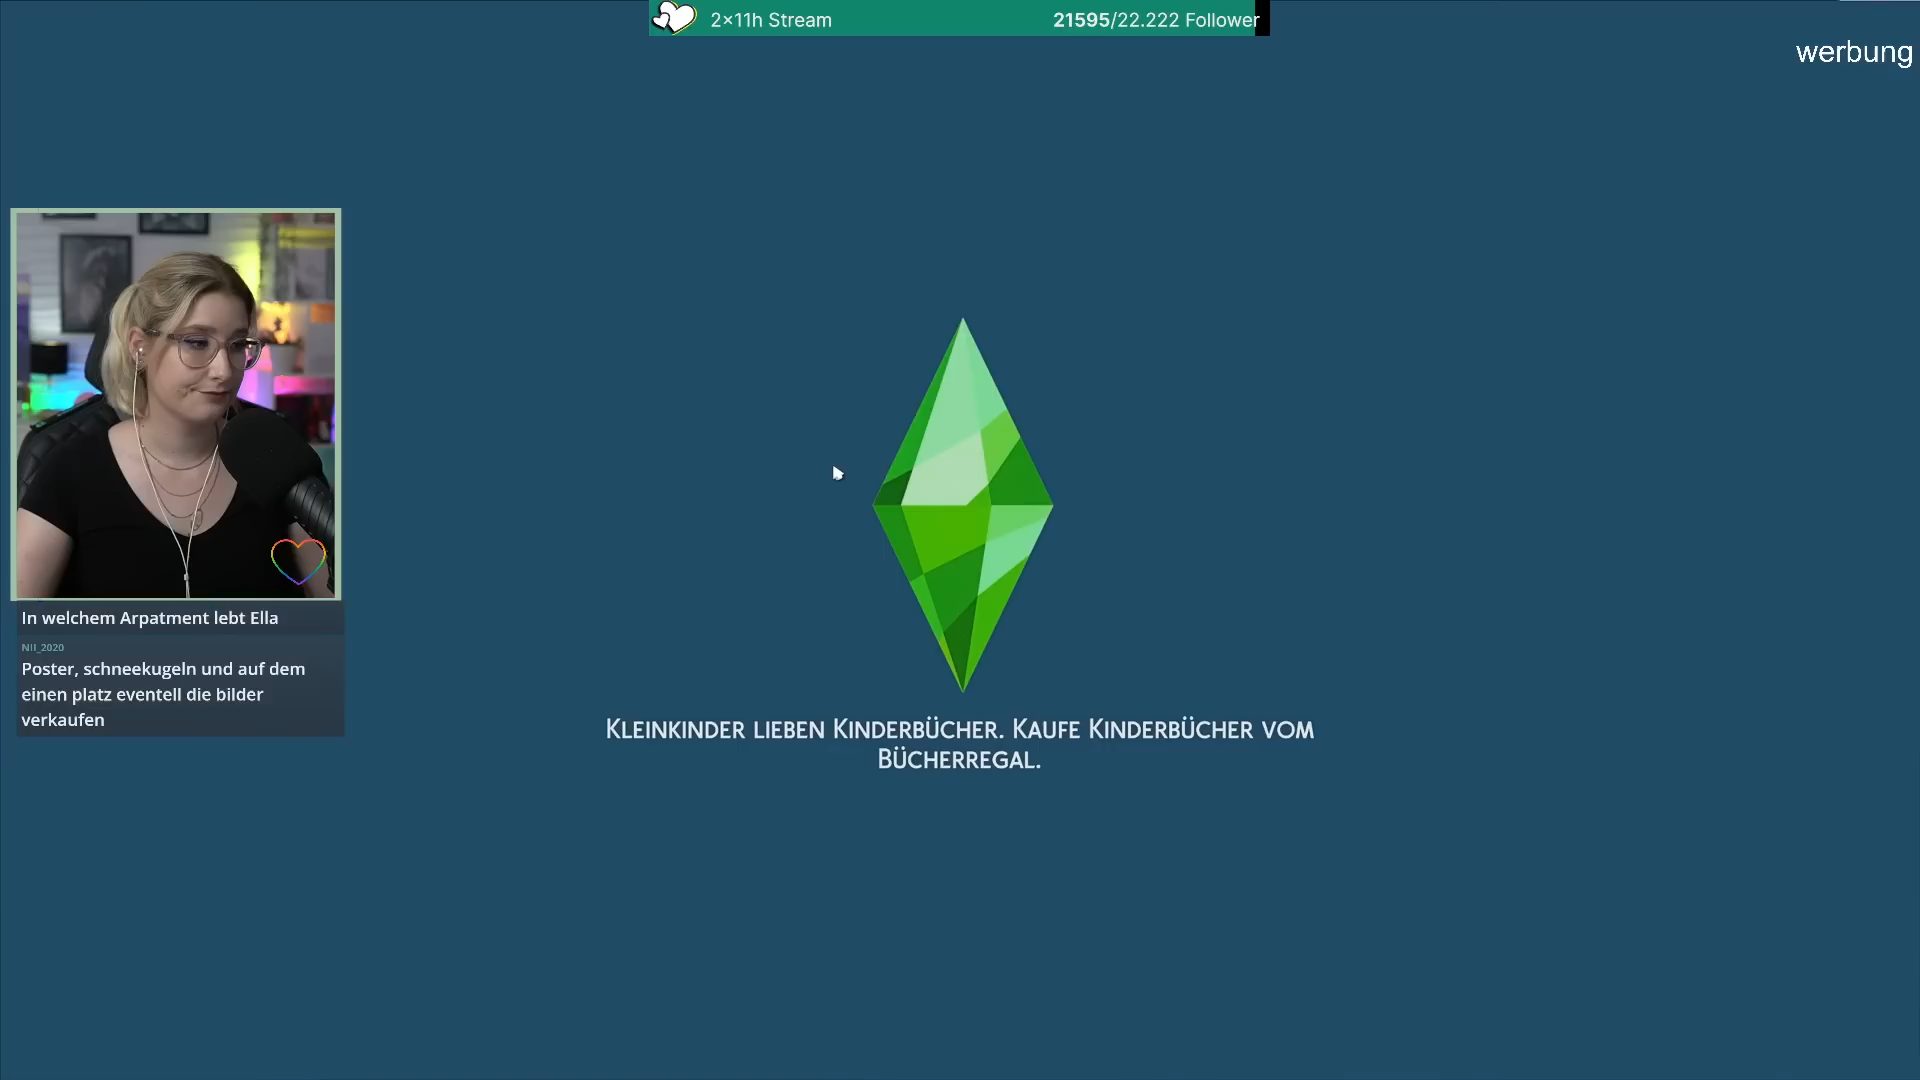 2×11h Stream
21595/22.222 Follower
werbung
In welchem Arpatment lebt Ella
NII_2020
Poster, schneekugeln und auf dem
einen platz eventell die bilder
verkaufen
KLEINKINDER LIEBEN KINDERBÜCHER. KAUFE KINDERBÜCHER VOM
BÜCHERREGAL.